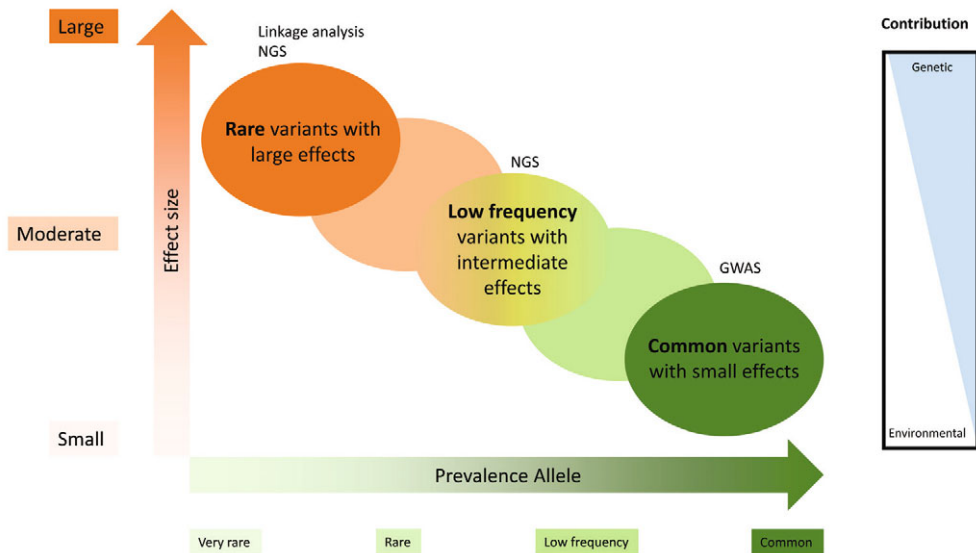 Large
Linkage analysis
NGS
Contribution
Genetic
Rare variants with
large effects
NGS
Effect size
Moderate
Low frequency
variants with
intermediate
effects
GWAS
Common variants
with small effects
Small
Environmental
Prevalence Allele
Very rare
Rare
Low frequency
Common